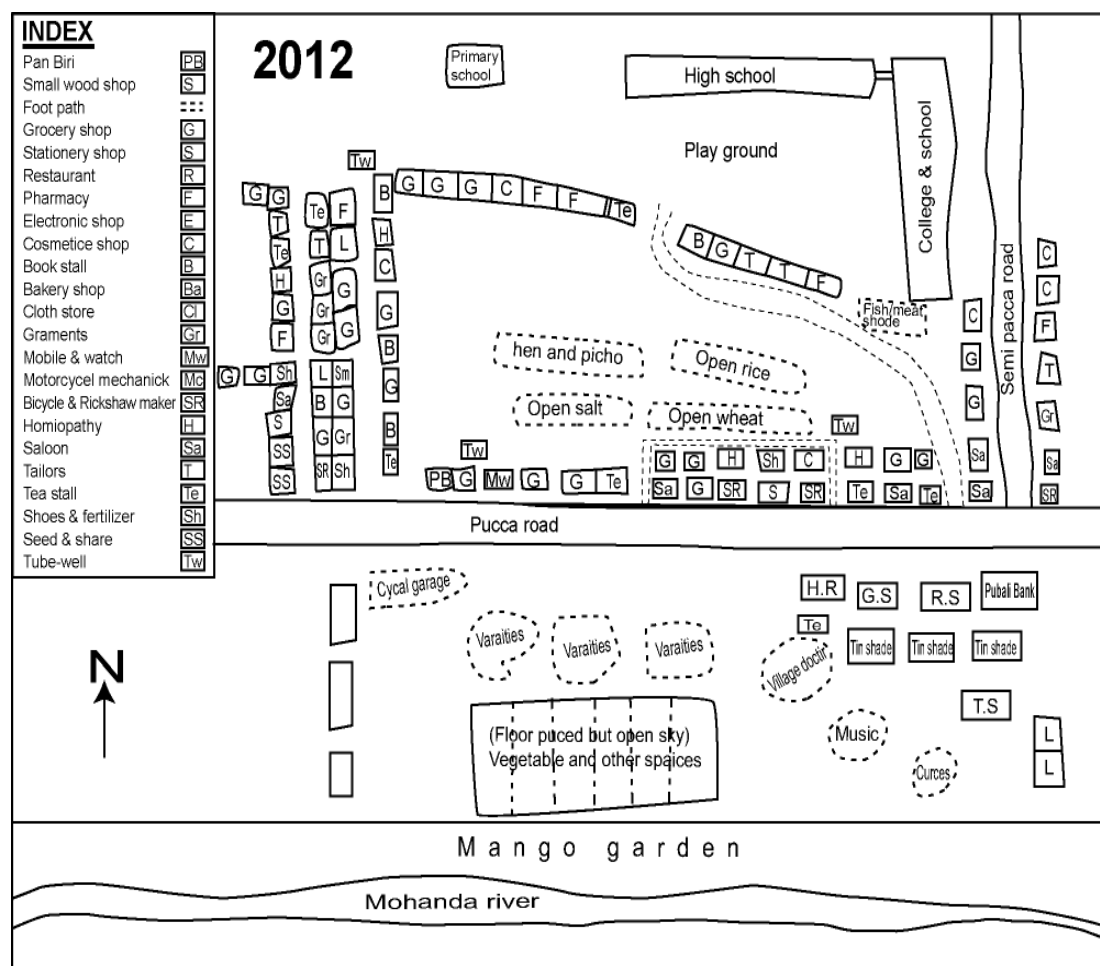 INDEX
Pan Biri PB
Small wood shop S
Foot path
Grocery shop G
Stationery shop S
Restaurant R
Pharmacy F
Electronic shop E
Cosmetice shop C
Book stall B
Bakery shop Ba
Cloth store Cl
Graments Gr
Mobile & watch Mw
Motorcycel mechanick Mc
Bicycle & Rickshaw maker SR
Homiopathy H
Saloon Sa
Tailors T
Tea stall Te
Shoes & fertilizer Sh
Seed & share SS
Tube-well Tw
2012
Primary
school
High school
College & school
Semi pacca road
Play ground
Tw
G G
T
Te
H
G
F
G G Sh
Sa
S
SS
SS
Te F
T L
Gr G
Gr
Gr G
L Sm
B G
G Gr
SR Sh
B
H
C
G
B
G
B
Te
G G G C F F Te
B G T T F
Fish/meat
shode
C
G
G
Sa
Sa
C
C
F
T
Gr
Sa
SR
hen and picho
Open rice
Open salt
Open wheat
Tw
Tw
PB G Mw G G Te
G G H Sh C H G G
Sa G SR S SR Te Sa Te
Pucca road
Cycal garage
Varaities
Varaities
Varaities
H.R
G.S
R.S
Pubali Bank
Te
Tin shade
Tin shade
Tin shade
Village doctir
T.S
Music
Curces
L
L
(Floor puced but open sky)
Vegetable and other spaices
N
Mango garden
Mohanda river